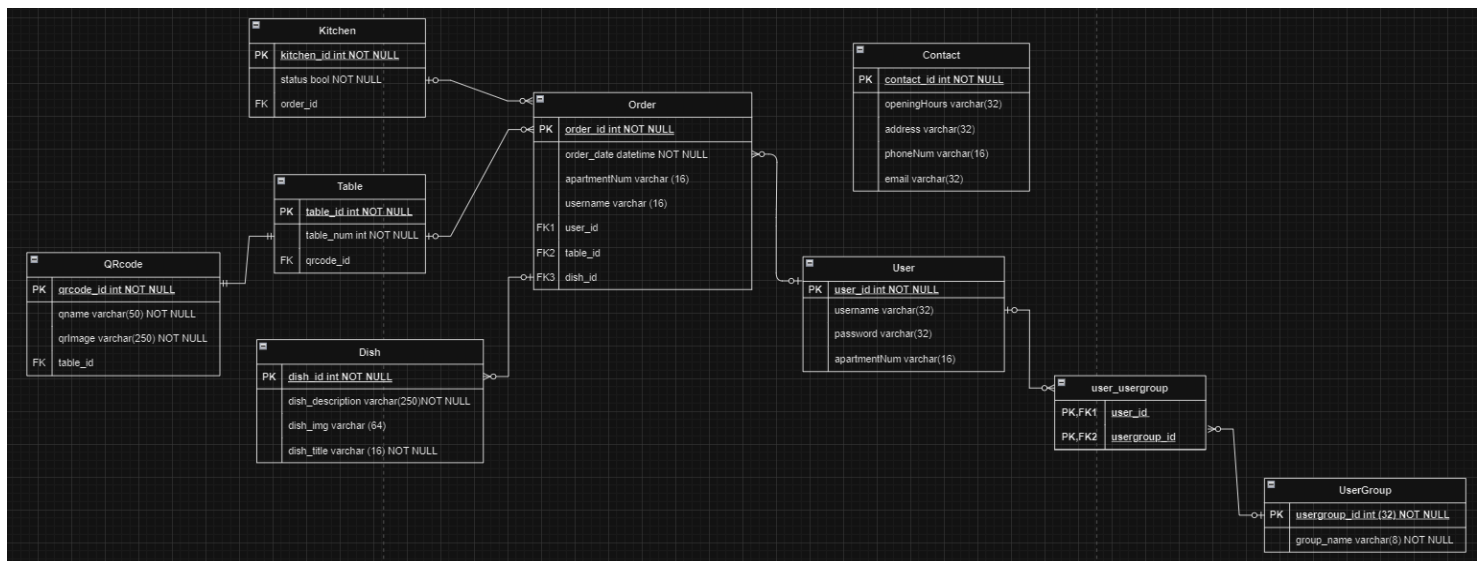 Kitchen
PK kitchen_id int NOT NULL
status bool NOT NULL
FK order_id
Contact
PK contact_id int NOT NULL
openingHours varchar(32)
address varchar(32)
phoneNum varchar(16)
email varchar(32)
Order
PK order_id int NOT NULL
order_date datetime NOT NULL
apartmentNum varchar (16)
username varchar (16)
FK1 user_id
FK2 table_id
FK3 dish_id
Table
PK table_id int NOT NULL
table_num int NOT NULL
FK qrcode_id
QRcode
PK qrcode_id int NOT NULL
qname varchar(50) NOT NULL
qrImage varchar(250) NOT NULL
FK table_id
User
PK user_id int NOT NULL
username varchar(32)
password varchar(32)
apartmentNum varchar(16)
Dish
PK dish_id int NOT NULL
dish_description varchar(250)NOT NULL
dish_img varchar (64)
dish_title varchar (16) NOT NULL
user_usergroup
PK,FK1 user_id
PK,FK2 usergroup_id
UserGroup
PK usergroup_id int (32) NOT NULL
group_name varchar(8) NOT NULL